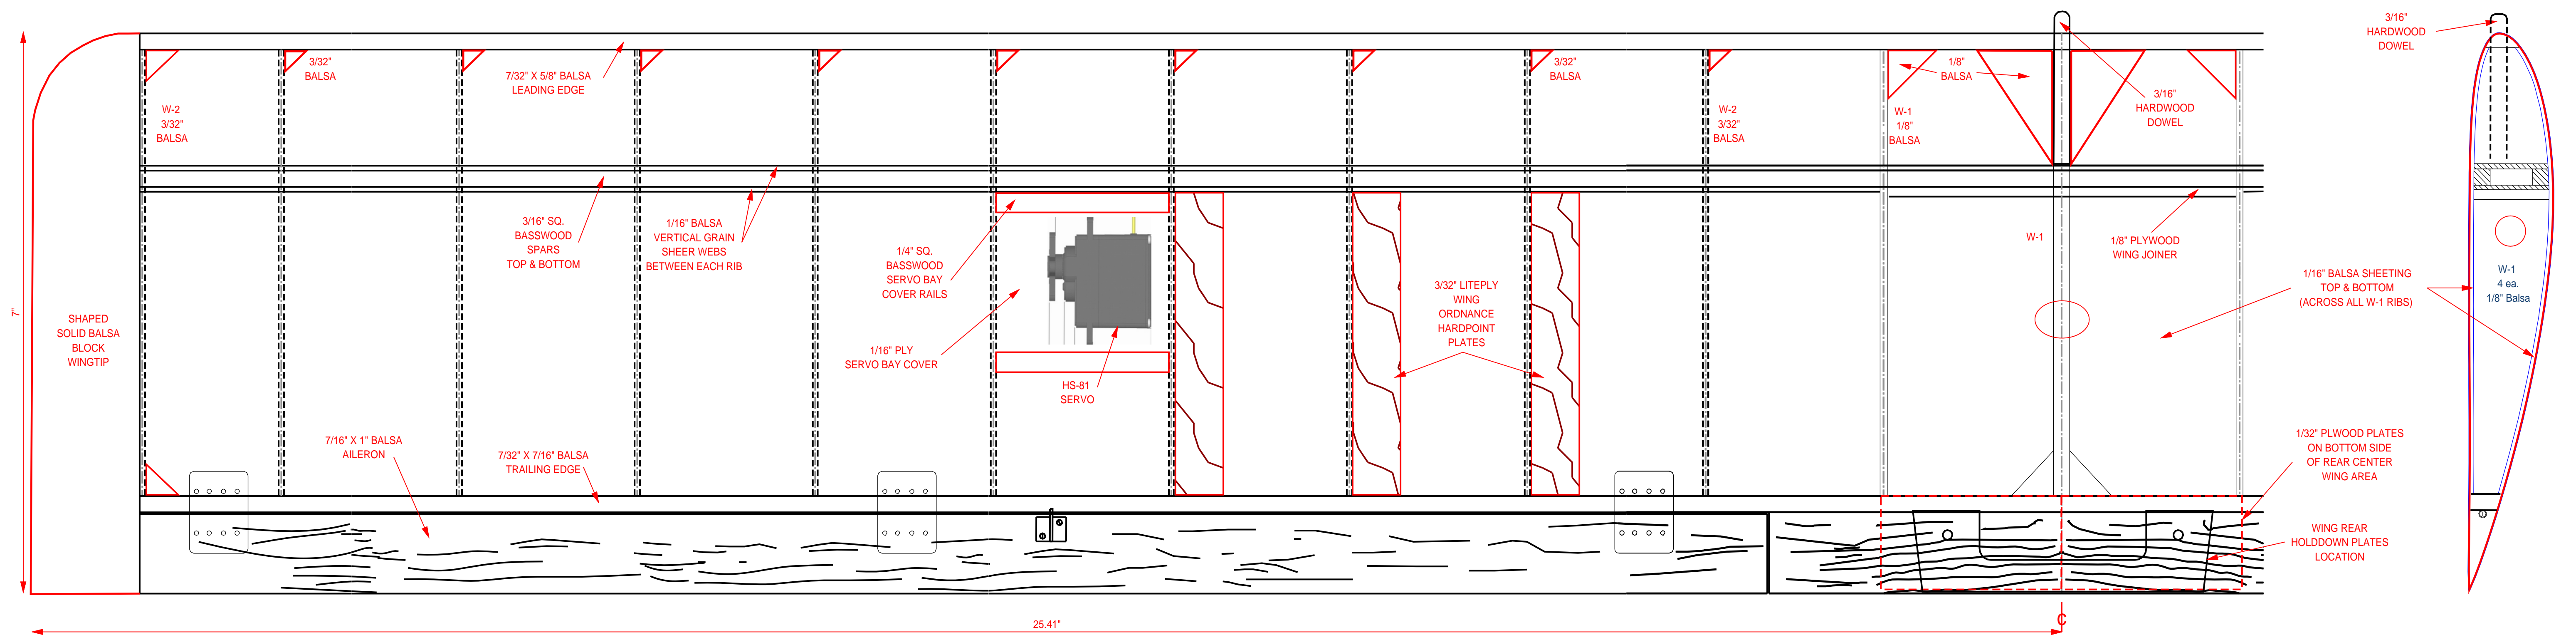 3/32"
BALSA
7/32" X 5/8" BALSA
LEADING EDGE
W-2
3/32"
BALSA
3/32"
BALSA
W-2
3/32"
BALSA
1/8"
BALSA
W-1
1/8"
BALSA
3/16"
HARDWOOD
DOWEL
3/16"
HARDWOOD
DOWEL
7"
3/16" SQ.
BASSWOOD
SPARS
TOP & BOTTOM
1/16" BALSA
VERTICAL GRAIN
SHEER WEBS
BETWEEN EACH RIB
1/4" SQ.
BASSWOOD
SERVO BAY
COVER RAILS
1/16" PLY
SERVO BAY COVER
HS-81
SERVO
3/32" LITEPLY
WING
ORDNANCE
HARDPOINT
PLATES
W-1
1/8" PLYWOOD
WING JOINER
1/16" BALSA SHEETING
TOP & BOTTOM
(ACROSS ALL W-1 RIBS)
W-1
4 ea.
1/8" Balsa
SHAPED
SOLID BALSA
BLOCK
WINGTIP
7/16" X 1" BALSA
AILERON
7/32" X 7/16" BALSA
TRAILING EDGE
1/32" PLWOOD PLATES
ON BOTTOM SIDE
OF REAR CENTER
WING AREA
WING REAR
HOLDDOWN PLATES
LOCATION
25.41"
C